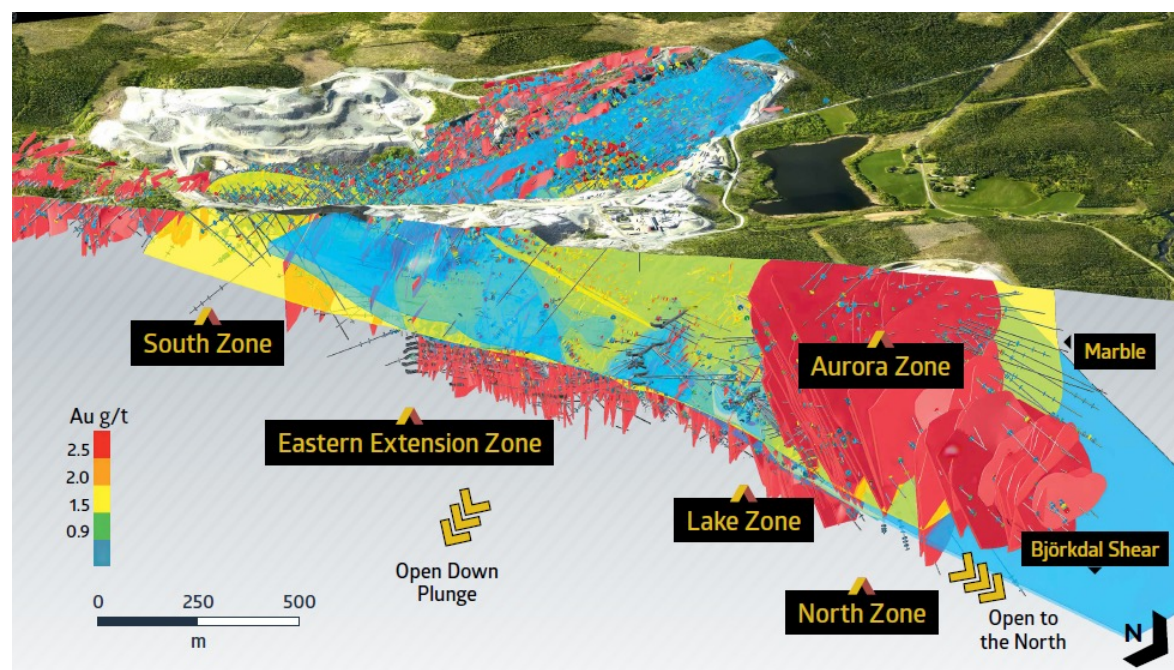 South Zone
Aurora Zone
Marble
Au g/t
2.5
2.0
1.5
0.9
Eastern Extension Zone
Lake Zone
Björkdal Shear
Open Down
Plunge
North Zone
Open to
the North
0 250 500
m
N